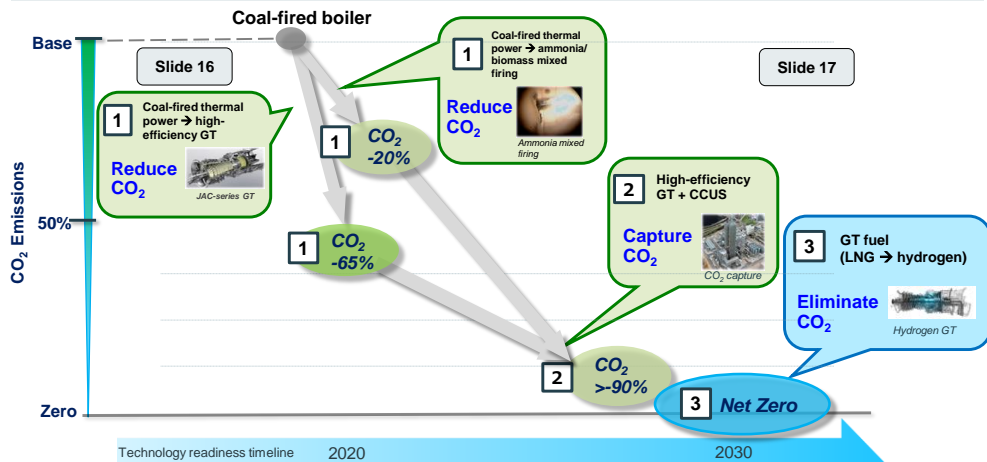 Coal-fired boiler
Base
Slide 16
Slide 17
1
Coal-fired thermal
power → high-
efficiency GT
Reduce
CO₂
JAC-series GT
1
Coal-fired thermal
power → ammonia/
biomass mixed
firing
Reduce
CO₂
Ammonia mixed
firing
1
CO₂
-20%
CO₂ Emissions
50%
1
CO₂
-65%
2
High-efficiency
GT + CCUS
Capture
CO₂
CO₂ capture
3
GT fuel
(LNG → hydrogen)
Eliminate
CO₂
Hydrogen GT
2
CO₂
>-90%
3
Net Zero
Zero
Technology readiness timeline
2020
2030